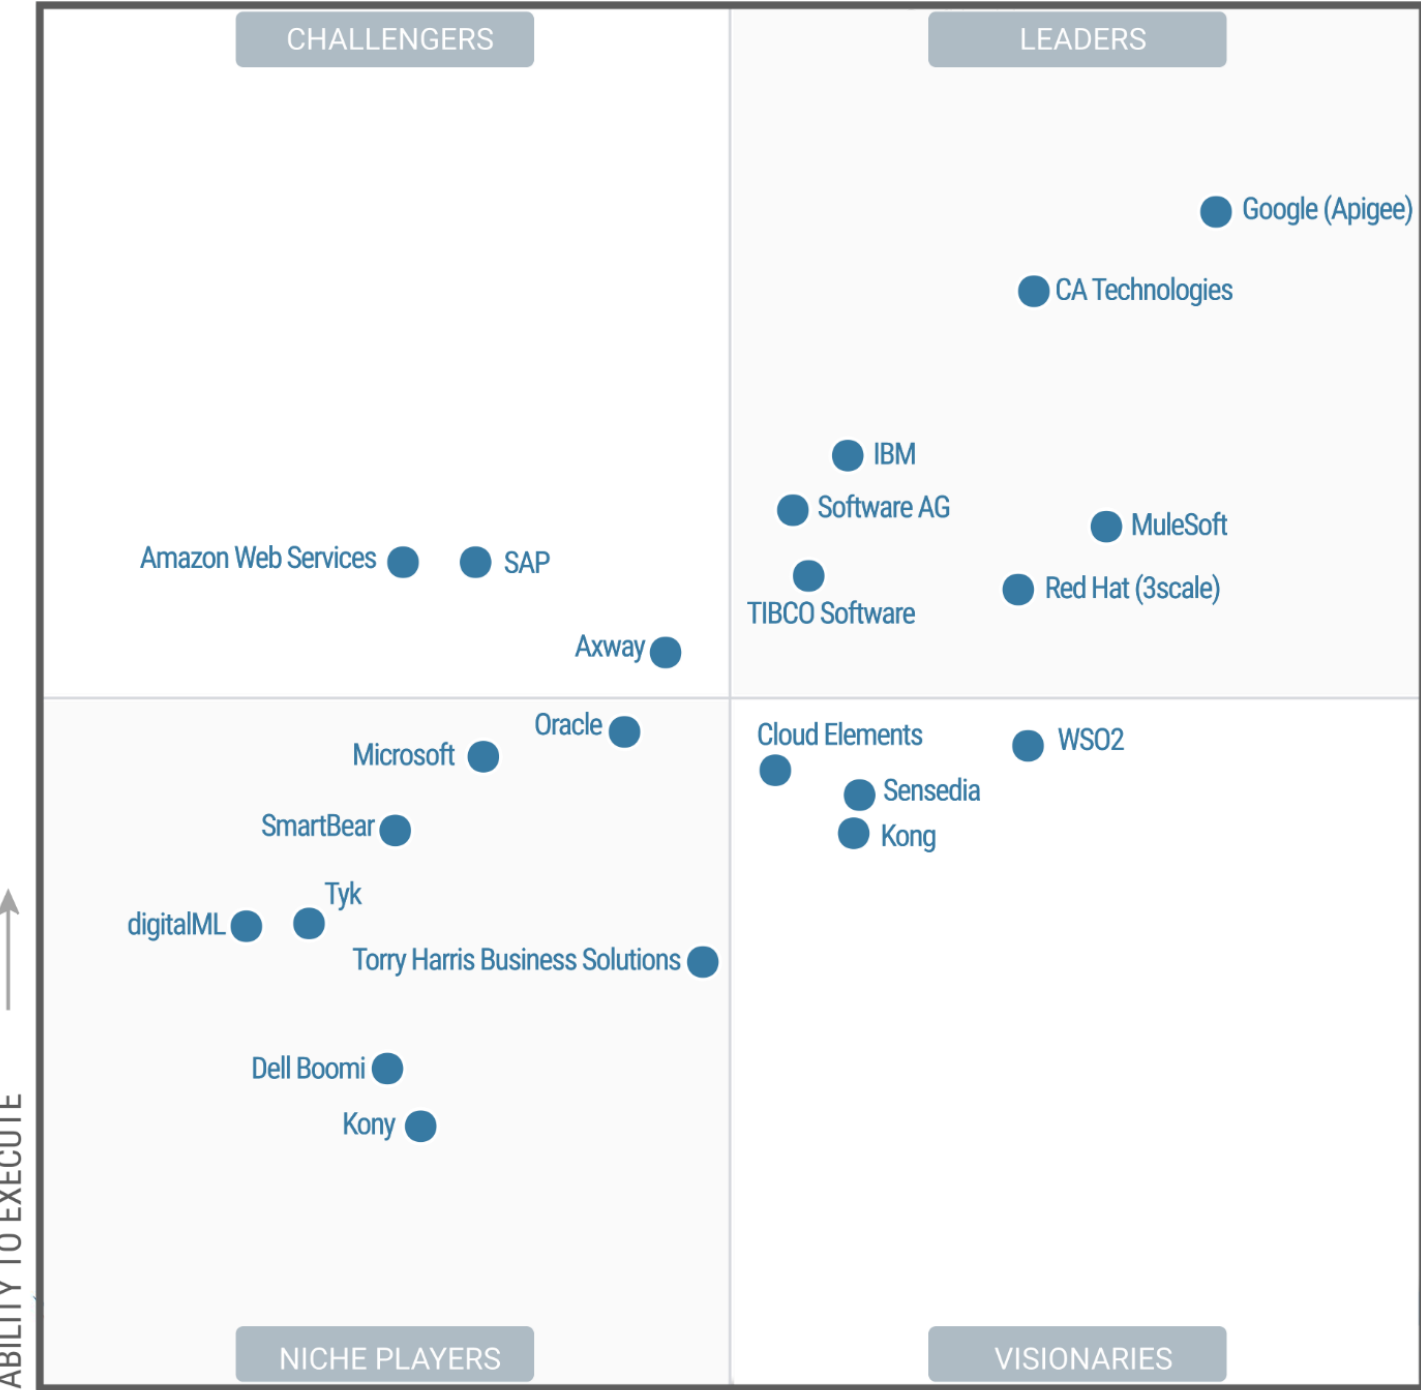 CHALLENGERS
LEADERS
Google (Apigee)
CA Technologies
IBM
Software AG
MuleSoft
Amazon Web Services
SAP
TIBCO Software
Red Hat (3scale)
Axway
Oracle
Microsoft
Cloud Elements
WSO2
Sensedia
SmartBear
Kong
Tyk
digitalML
Torry Harris Business Solutions
Dell Boomi
Kony
ABILITY TO EXECUTE
NICHE PLAYERS
VISIONARIES